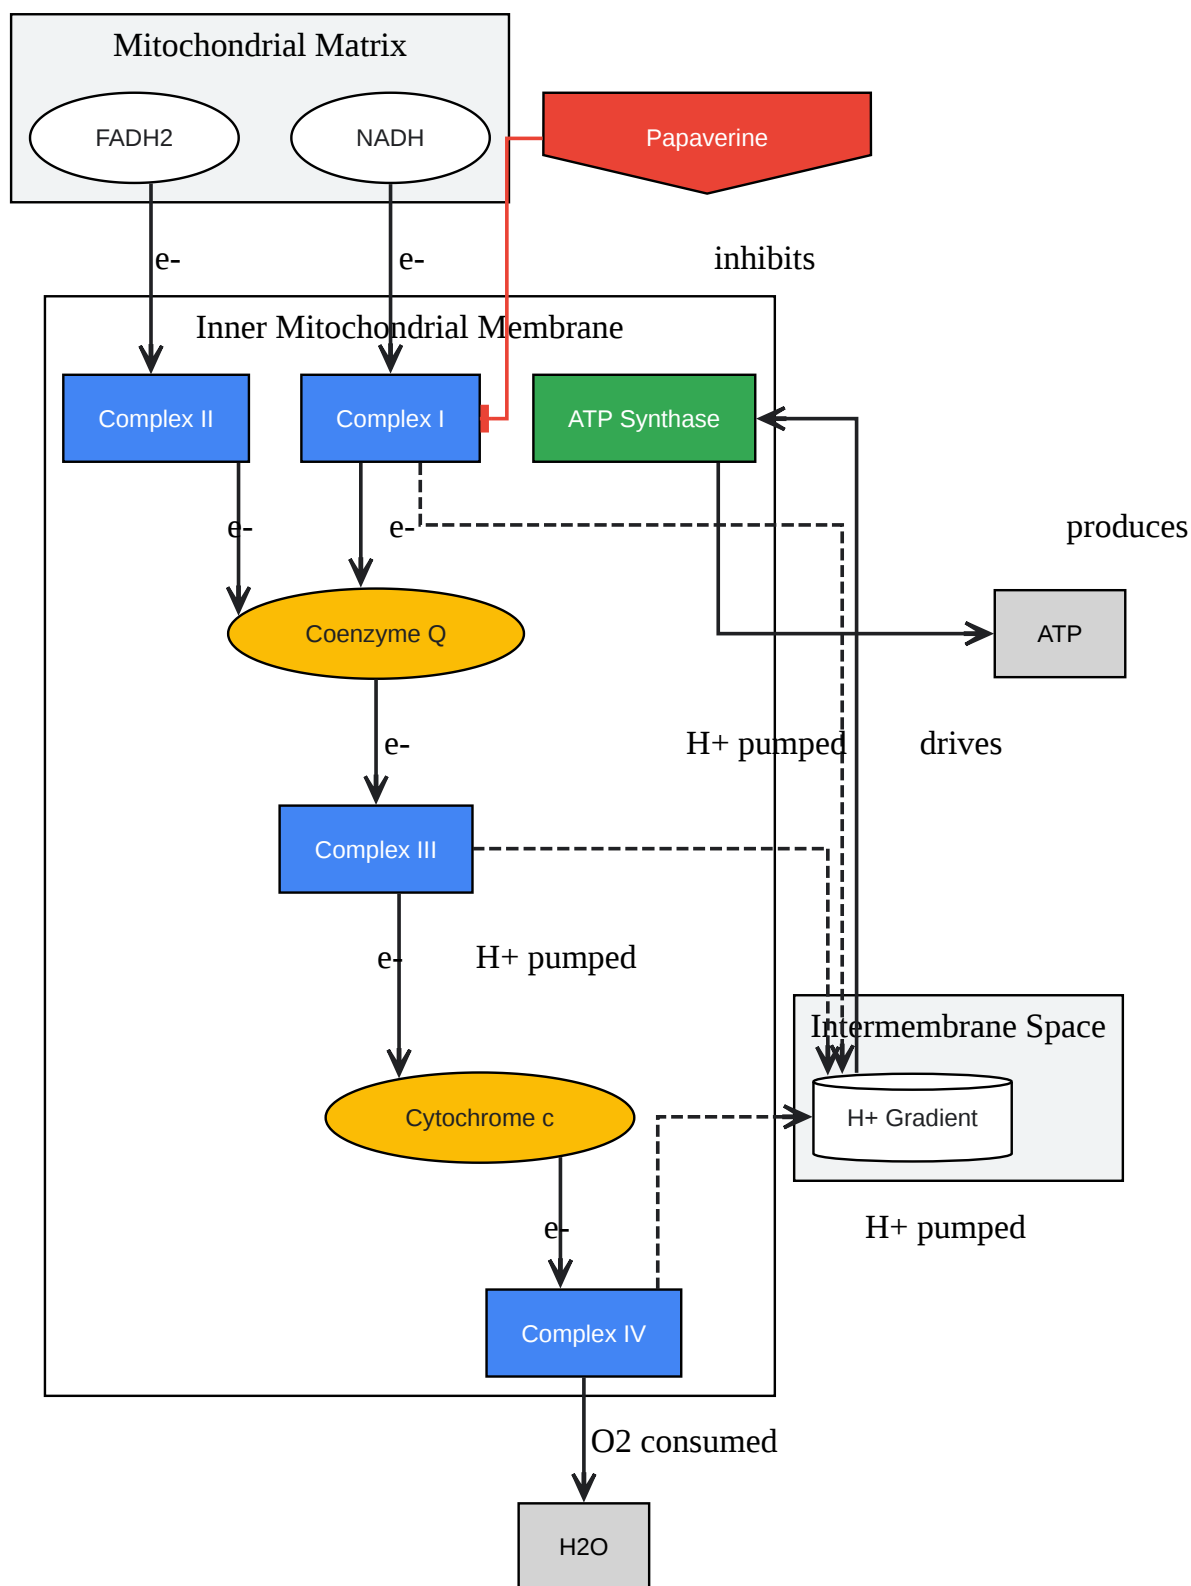 Mitochondrial Matrix
FADH2
NADH
Papaverine
e-
e-
inhibits
Inner Mitochondrial Membrane
Complex II
Complex I
ATP Synthase
e-
e-
produces
Coenzyme Q
ATP
e-
H+ pumped
drives
Complex III
e-
H+ pumped
Intermembrane Space
Cytochrome c
H+ Gradient
e-
H+ pumped
Complex IV
O2 consumed
H2O